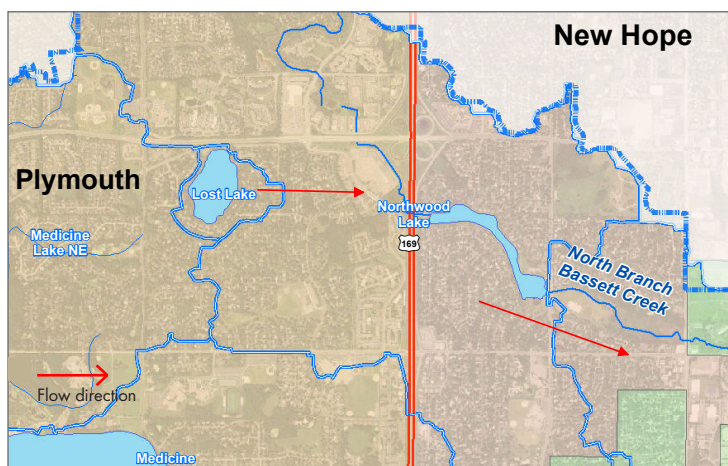 New Hope
Plymouth
Lost Lake
Northwood
Lake
Medicine
Lake NE
169
North Branch
Bassett Creek
Flow direction
Medicine